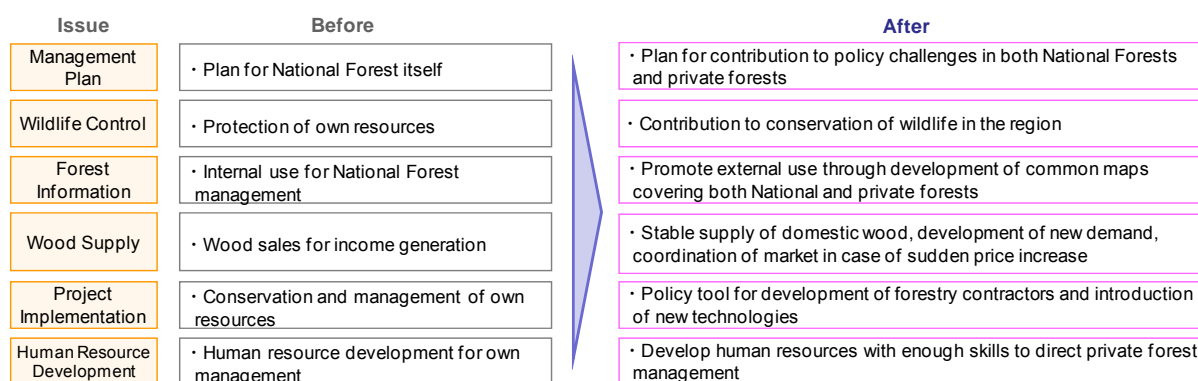 Issue
Before
After
Management
Plan
・Plan for National Forest itself
・Plan for contribution to policy challenges in both National Forests
and private forests
Wildlife Control
・Protection of own resources
・Contribution to conservation of wildlife in the region
Forest
Information
・Internal use for National Forest
management
・Promote external use through development of common maps
covering both National and private forests
Wood Supply
・Wood sales for income generation
・Stable supply of domestic wood, development of new demand,
coordination of market in case of sudden price increase
Project
Implementation
・Conservation and management of own
resources
・Policy tool for development of forestry contractors and introduction
of new technologies
Human Resource
Development
・Human resource development for own
management
・Develop human resources with enough skills to direct private forest
management